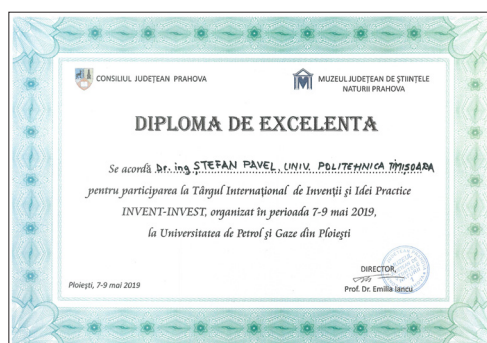 CONSILIUL JUDEȚEAN PRAHOVA
MUZEUL JUDEȚEAN DE ȘTIINȚELE
NATURII PRAHOVA
DIPLOMA DE EXCELENTA
Se acordă Dr. ing. ȘTEFAN PAVEL, UNIV. POLITEHNICA TIMIȘOARA
pentru participarea la Târgul Internațional de Invenții și Idei Practice
INVENT-INVEST, organizat în perioada 7-9 mai 2019,
la Universitatea de Petrol și Gaze din Ploiești
DIRECTOR,
Prof. Dr. Emilia Iancu
Ploiești, 7-9 mai 2019